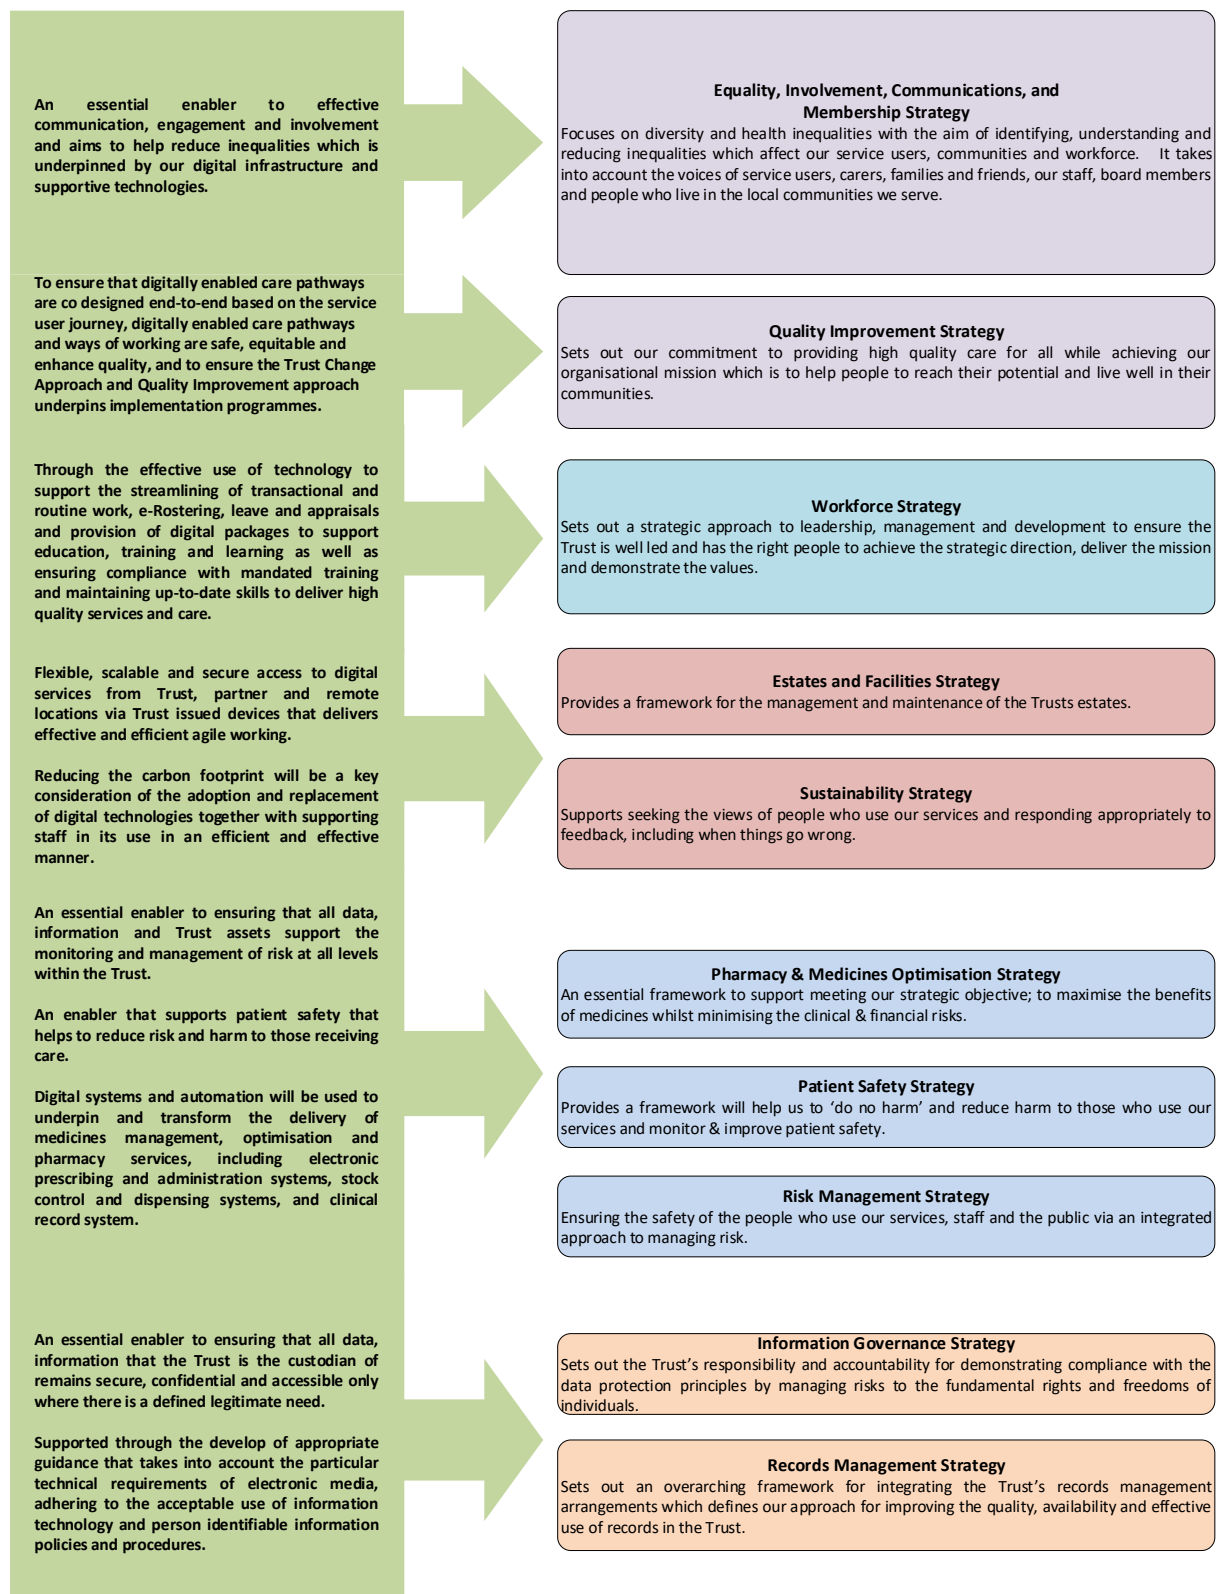 An essential enabler to effective
communication, engagement and involvement
and aims to help reduce inequalities which is
underpinned by our digital infrastructure and
supportive technologies.
Equality, Involvement, Communications, and
Membership Strategy
Focuses on diversity and health inequalities with the aim of identifying, understanding and
reducing inequalities which affect our service users, communities and workforce. It takes
into account the voices of service users, carers, families and friends, our staff, board members
and people who live in the local communities we serve.
To ensure that digitally enabled care pathways
are co designed end-to-end based on the service
user journey, digitally enabled care pathways
and ways of working are safe, equitable and
enhance quality, and to ensure the Trust Change
Approach and Quality Improvement approach
underpins implementation programmes.
Quality Improvement Strategy
Sets out our commitment to providing high quality care for all while achieving our
organisational mission which is to help people to reach their potential and live well in their
communities.
Through the effective use of technology to
support the streamlining of transactional and
routine work, e-Rostering, leave and appraisals
and provision of digital packages to support
education, training and learning as well as
ensuring compliance with mandated training
and maintaining up-to-date skills to deliver high
quality services and care.
Workforce Strategy
Sets out a strategic approach to leadership, management and development to ensure the
Trust is well led and has the right people to achieve the strategic direction, deliver the mission
and demonstrate the values.
Flexible, scalable and secure access to digital
services from Trust, partner and remote
locations via Trust issued devices that delivers
effective and efficient agile working.
Reducing the carbon footprint will be a key
consideration of the adoption and replacement
of digital technologies together with supporting
staff in its use in an efficient and effective
manner.
Estates and Facilities Strategy
Provides a framework for the management and maintenance of the Trusts estates.
Sustainability Strategy
Supports seeking the views of people who use our services and responding appropriately to
feedback, including when things go wrong.
An essential enabler to ensuring that all data,
information and Trust assets support the
monitoring and management of risk at all levels
within the Trust.
An enabler that supports patient safety that
helps to reduce risk and harm to those receiving
care.
Digital systems and automation will be used to
underpin and transform the delivery of
medicines management, optimisation and
pharmacy services, including electronic
prescribing and administration systems, stock
control and dispensing systems, and clinical
record system.
Pharmacy & Medicines Optimisation Strategy
An essential framework to support meeting our strategic objective; to maximise the benefits
of medicines whilst minimising the clinical & financial risks.
Patient Safety Strategy
Provides a framework will help us to ‘do no harm’ and reduce harm to those who use our
services and monitor & improve patient safety.
Risk Management Strategy
Ensuring the safety of the people who use our services, staff and the public via an integrated
approach to managing risk.
An essential enabler to ensuring that all data,
information that the Trust is the custodian of
remains secure, confidential and accessible only
where there is a defined legitimate need.
Supported through the develop of appropriate
guidance that takes into account the particular
technical requirements of electronic media,
adhering to the acceptable use of information
technology and person identifiable information
policies and procedures.
Information Governance Strategy
Sets out the Trust’s responsibility and accountability for demonstrating compliance with the
data protection principles by managing risks to the fundamental rights and freedoms of
individuals.
Records Management Strategy
Sets out an overarching framework for integrating the Trust’s records management
arrangements which defines our approach for improving the quality, availability and effective
use of records in the Trust.